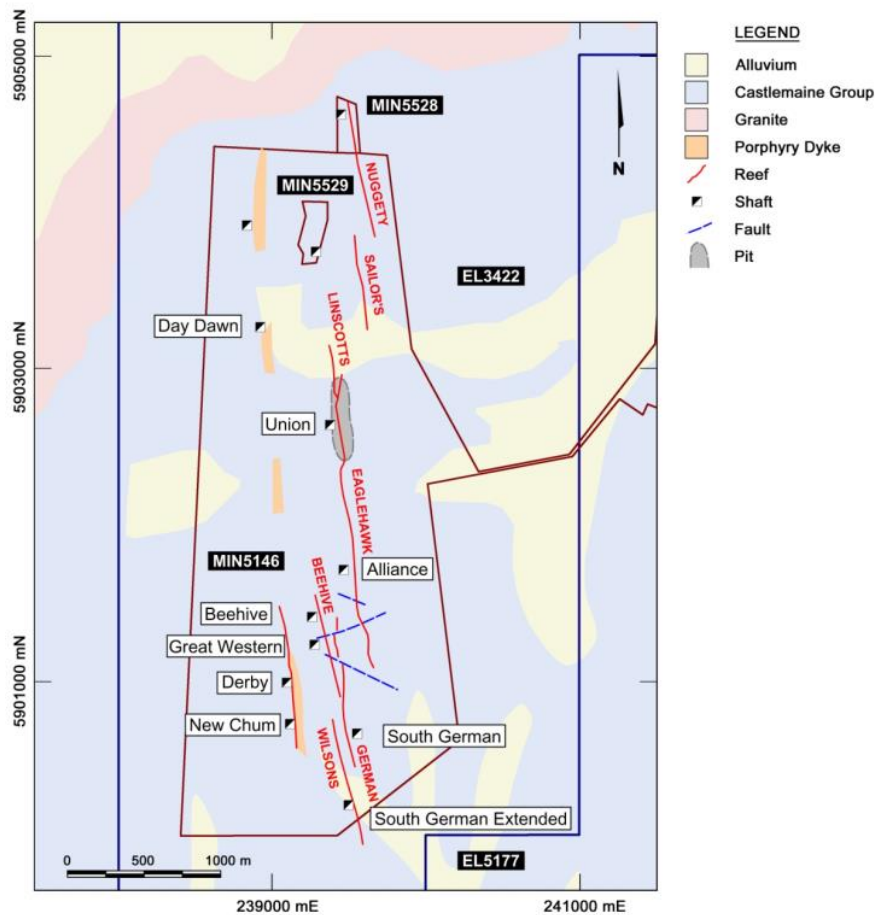 5905000 mN
5903000 mN
5901000 mN
MIN5528
NUGGETY
MIN5529
SAILOR'S
EL3422
LINSCOTTS
Day Dawn
Union
EAGLEHAWK
MIN5146
Alliance
BEEHIVE
Beehive
Great Western
Derby
New Chum
South German
WILSONS
GERMAN
South German Extended
EL5177
0 500 1000 m
239000 mE
241000 mE
N
LEGEND
Alluvium
Castlemaine Group
Granite
Porphyry Dyke
Reef
Shaft
Fault
Pit